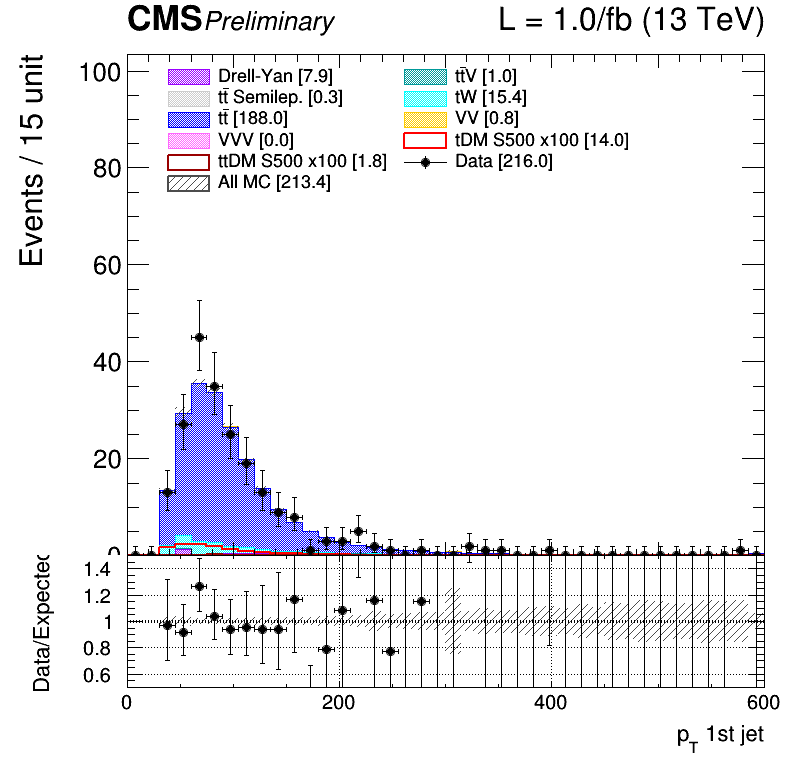 CMS Preliminary L = 1.0/fb (13 TeV)
Events / 15 unit
100
80
60
40
20
0
Drell-Yan [7.9]
tt̄ Semilep. [0.3]
tt̄ [188.0]
VVV [0.0]
ttDM S500 x100 [1.8]
All MC [213.4]
tt̄V [1.0]
tW [15.4]
VV [0.8]
tDM S500 x100 [14.0]
Data [216.0]
Data/Expected
1.4
1.2
1
0.8
0.6
0 200 400 600
p_T 1st jet